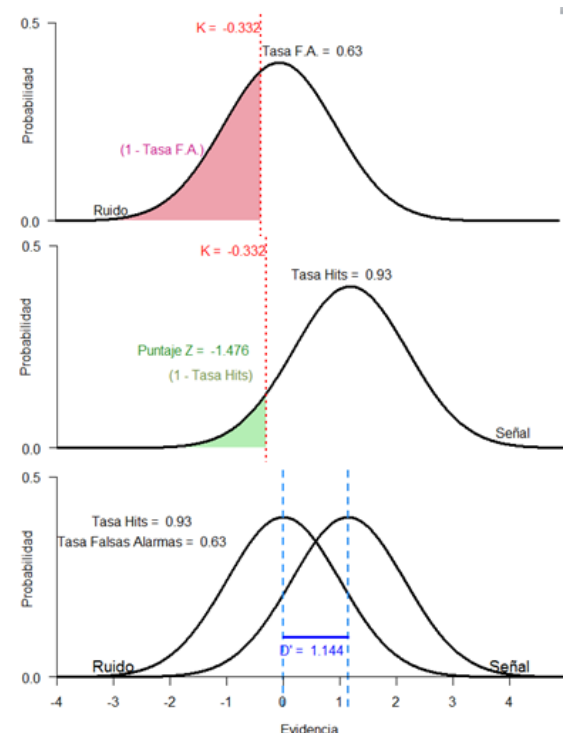 0.5
K = -0.332
Tasa F.A. = 0.63
Probabilidad
(1 - Tasa F.A.)
Ruido
0.0
0.5
K = -0.332
Tasa Hits = 0.93
Probabilidad
Puntaje Z = -1.476
(1 - Tasa Hits)
Señal
0.0
0.5
Tasa Hits = 0.93
Tasa Falsas Alarmas = 0.63
Probabilidad
D' = 1.144
Ruido
Señal
0.0
-4 -3 -2 -1 0 1 2 3 4
Evidencia